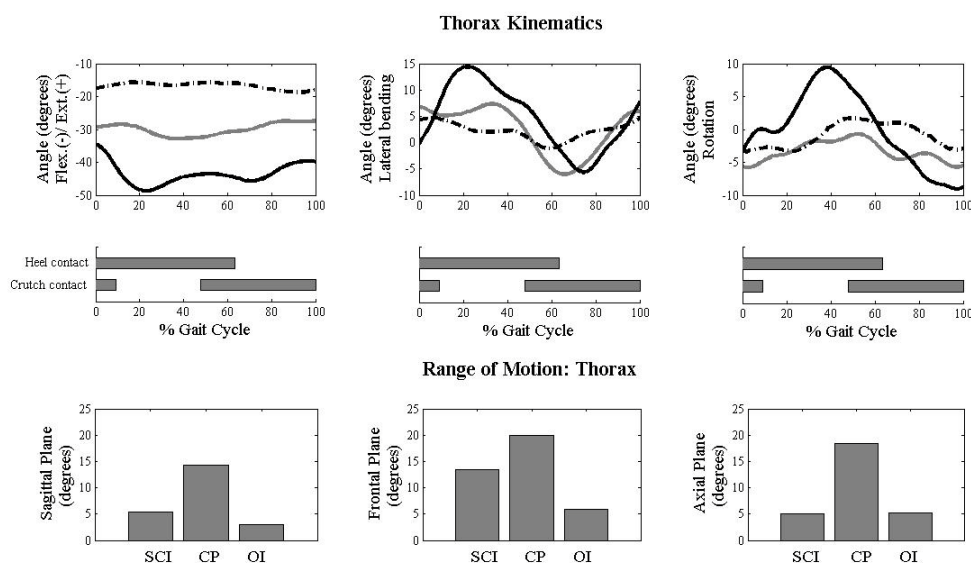 Thorax Kinematics
Angle (degrees)
Flex.(-)/ Ext.(+)
-10
-20
-30
-40
-50
0 20 40 60 80 100
Angle (degrees)
Lateral bending
15
10
5
0
-5
-10
0 20 40 60 80 100
Angle (degrees)
Rotation
10
5
0
-5
-10
0 20 40 60 80 100
Heel contact
Crutch contact
0 20 40 60 80 100
% Gait Cycle
0 20 40 60 80 100
% Gait Cycle
0 20 40 60 80 100
% Gait Cycle
Range of Motion: Thorax
Sagittal Plane
(degrees)
25
20
15
10
5
0
SCI CP OI
Frontal Plane
(degrees)
25
20
15
10
5
0
SCI CP OI
Axial Plane
(degrees)
25
20
15
10
5
0
SCI CP OI